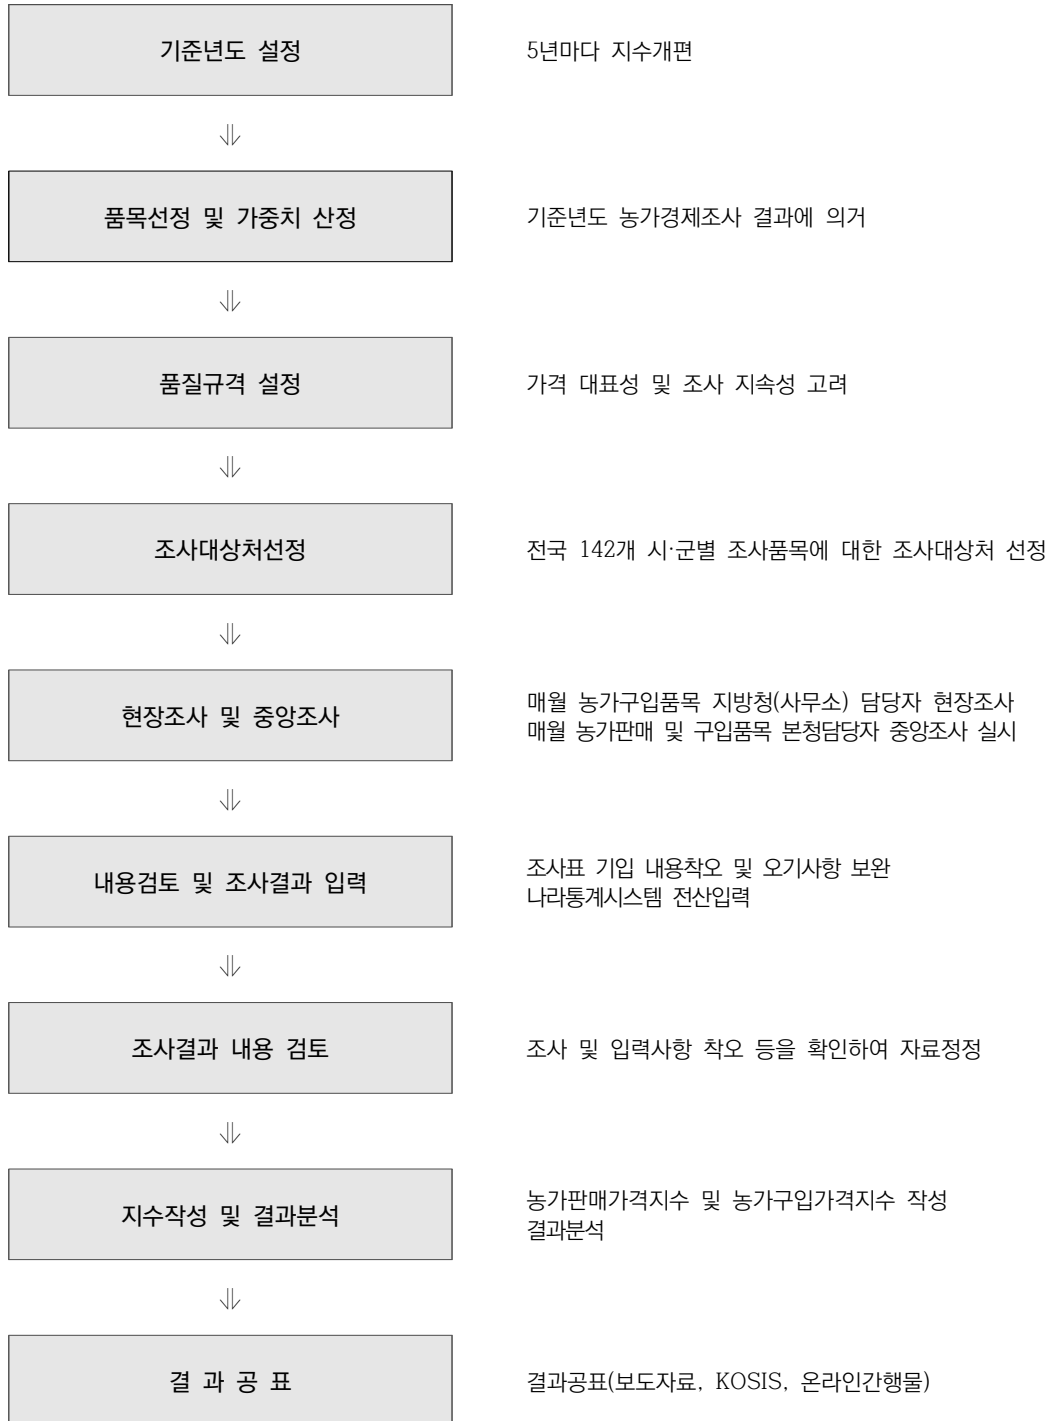 기준년도 설정
5년마다 지수개편
품목선정 및 가중치 산정
기준년도 농가경제조사 결과에 의거
품질규격 설정
가격 대표성 및 조사 지속성 고려
조사대상처선정
전국 142개 시·군별 조사품목에 대한 조사대상처 선정
현장조사 및 중앙조사
매월 농가구입품목 지방청(사무소) 담당자 현장조사
매월 농가판매 및 구입품목 본청담당자 중앙조사 실시
내용검토 및 조사결과 입력
조사표 기입 내용착오 및 오기사항 보완
나라통계시스템 전산입력
조사결과 내용 검토
조사 및 입력사항 착오 등을 확인하여 자료정정
지수작성 및 결과분석
농가판매가격지수 및 농가구입가격지수 작성
결과분석
결 과 공 표
결과공표(보도자료, KOSIS, 온라인간행물)